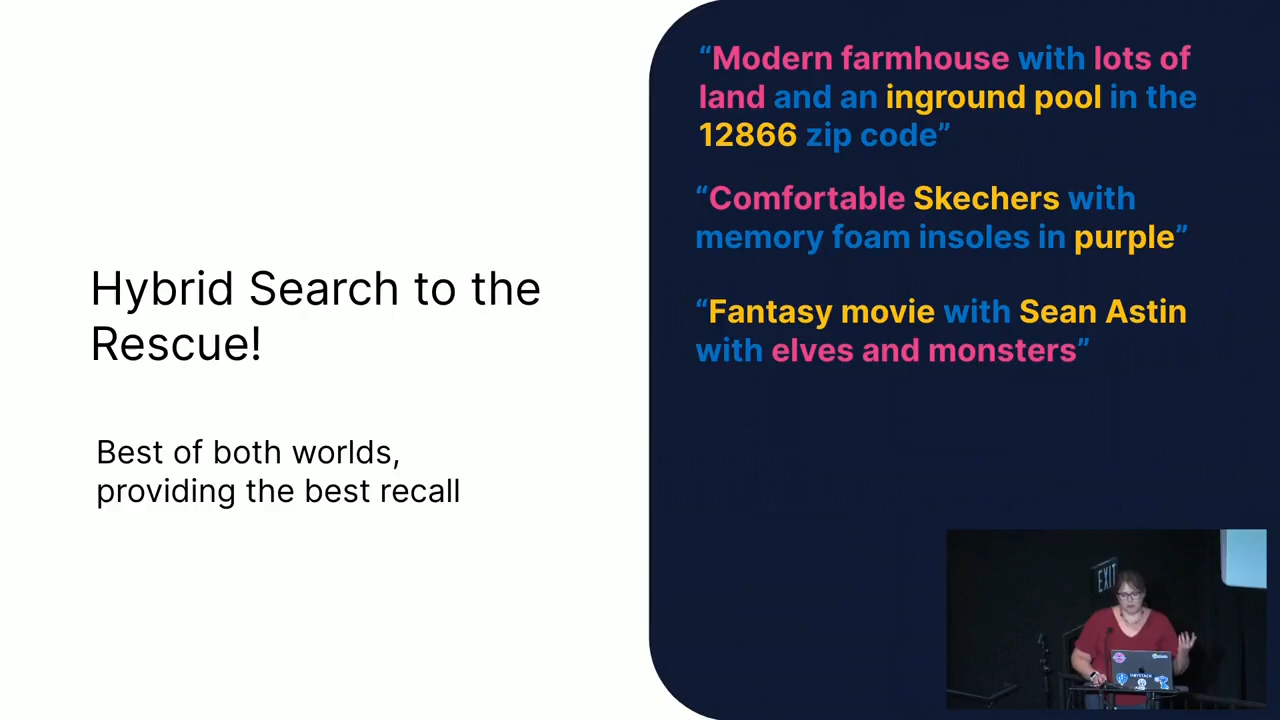 Hybrid Search to the
Rescue!
Best of both worlds,
providing the best recall
“Modern farmhouse with lots of
land and an inground pool in the
12866 zip code”
“Comfortable Skechers with
memory foam insoles in purple”
“Fantasy movie with Sean Astin
with elves and monsters”
EXIT
HAYSTACK